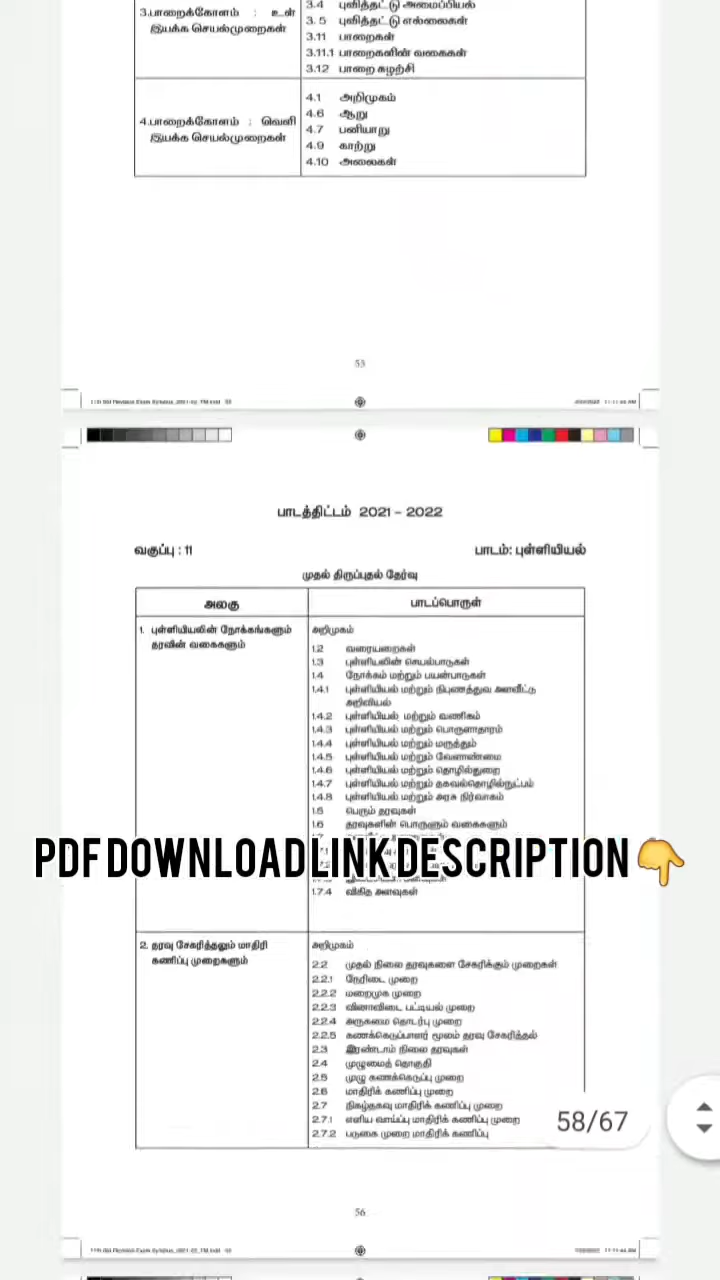 3.4 புவித்தட்டு அமைப்பியல்
3.பாறைக்கோளம் : உள்
இயக்க செயல்முறைகள்
3. 5 புவித்தட்டு எல்லைகள்
3.11 பாறைகள்
3.11.1 பாறைகளின் வகைகள்
3.12 பாறை சுழற்சி
4.பாறைக்கோளம் : வெளி
இயக்க செயல்முறைகள்
4.1 அறிமுகம்
4.6 ஆறு
4.7 பனியாறு
4.9 காற்று
4.10 அலைகள்
53
பாடத்திட்டம் 2021 – 2022
வகுப்பு : 11 பாடம்: புள்ளியியல்
முதல் திருப்புதல் தேர்வு
அலகு பாடப்பொருள்
1. புள்ளியியலின் நோக்கங்களும்
தரவின் வகைகளும்
அறிமுகம்
1.2 வரையறைகள்
1.3 புள்ளியலின் செயல்பாடுகள்
1.4 நோக்கம் மற்றும் பயன்பாடுகள்
1.4.1 புள்ளியியல் மற்றும் நிபுணத்துவ அளவீட்டு
அறிவியல்
1.4.2 புள்ளியியல் மற்றும் வணிகம்
1.4.3 புள்ளியியல் மற்றும் பொருளாதாரம்
1.4.4 புள்ளியியல் மற்றும் மருத்தும்
1.4.5 புள்ளியியல் மற்றும் வேளாண்மை
1.4.6 புள்ளியியல் மற்றும் தொழில்துறை
1.4.7 புள்ளியியல் மற்றும் தகவல்தொழில்நுட்பம்
1.4.8 புள்ளியியல் மற்றும் அரசு நிர்வாகம்
1.5 பெரும் தரவுகள்
1.6 தரவுகளின் பொருளும் வகைகளும்
PDF DOWNLOAD LINK DESCRIPTION 👇
1.7.4 விகித அளவுகள்
2. தரவு சேகரித்தலும் மாதிரி
கணிப்பு முறைகளும்
அறிமுகம்
2.2 முதல் நிலை தரவுகளை சேகரிக்கும் முறைகள்
2.2.1 நேரிடை முறை
2.2.2 மறைமுக முறை
2.2.3 வினாவிடை பட்டியல் முறை
2.2.4 அருகமை தொடர்பு முறை
2.2.5 கணக்கெடுப்பாளர் மூலம் தரவு சேகரித்தல்
2.3 இரண்டாம் நிலை தரவுகள்
2.4 முழுமைத் தொகுதி
2.5 முழு கணக்கெடுப்பு முறை
2.6 மாதிரிக் கணிப்பு முறை
2.7 நிகழ்தகவு மாதிரிக் கணிப்பு முறை
2.7.1 எளிய வாய்ப்பு மாதிரிக் கணிப்பு முறை
2.7.2 படுகை முறை மாதிரிக் கணிப்பு
58/67
56